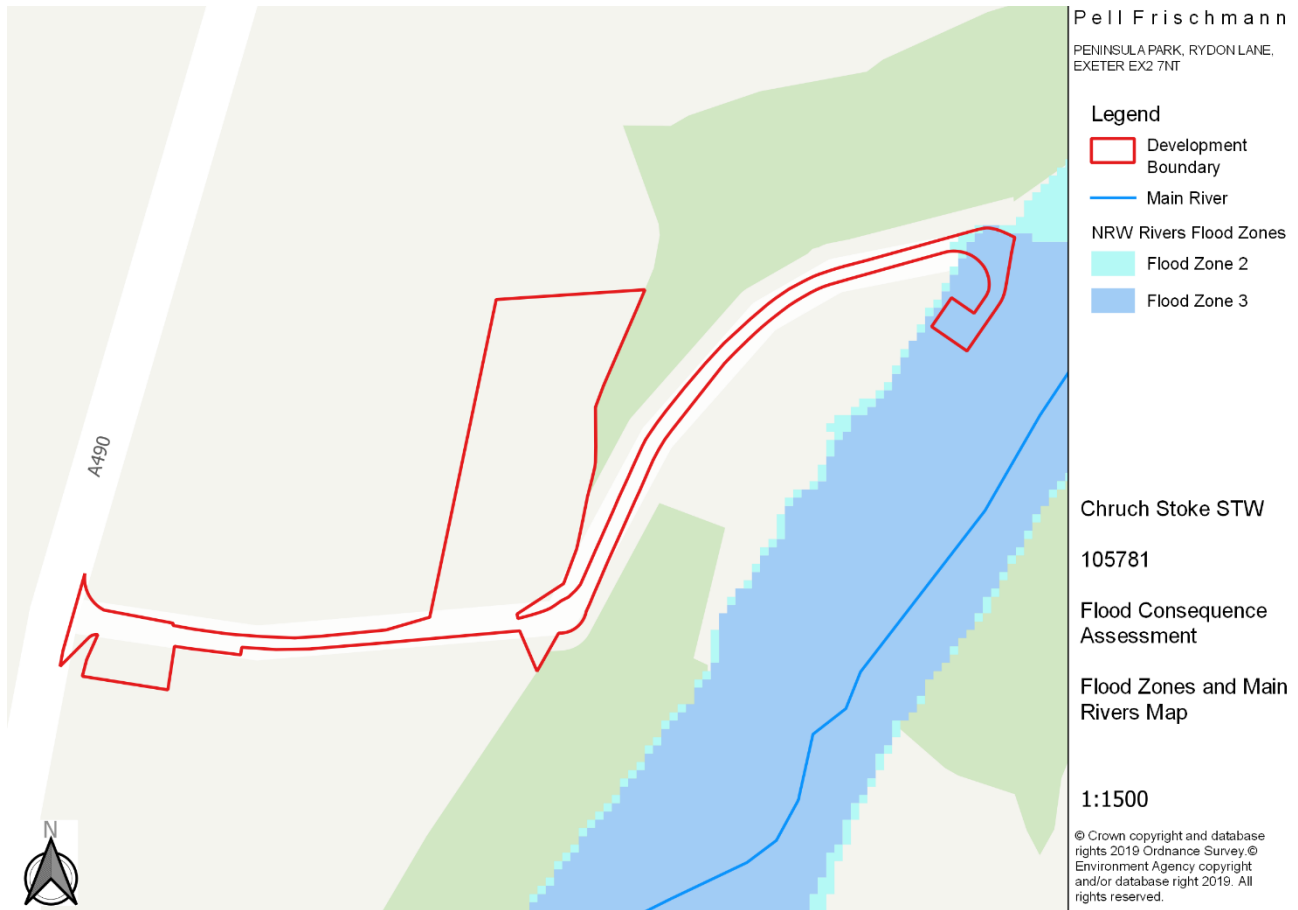 Pell Frischmann
PENINSULA PARK, RYDON LANE,
EXETER EX2 7NT
Legend
Development
Boundary
Main River
NRW Rivers Flood Zones
Flood Zone 2
Flood Zone 3
A490
Chruch Stoke STW
105781
Flood Consequence
Assessment
Flood Zones and Main
Rivers Map
1:1500
N
© Crown copyright and database
rights 2019 Ordnance Survey.©
Environment Agency copyright
and/or database right 2019. All
rights reserved.